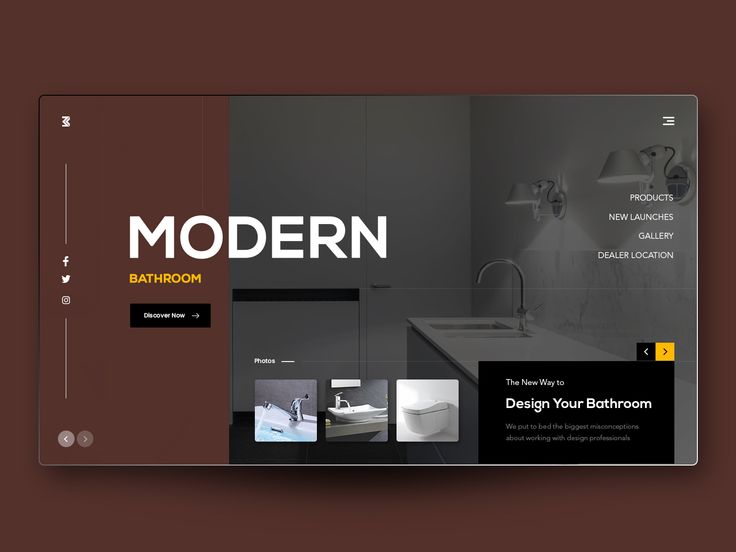 PRODUCTS
NEW LAUNCHES
GALLERY
DEALER LOCATION
MODERN
BATHROOM
Discover Now
Photos
The New Way to
Design Your Bathroom
We put to bed the biggest misconceptions
about working with design professionals